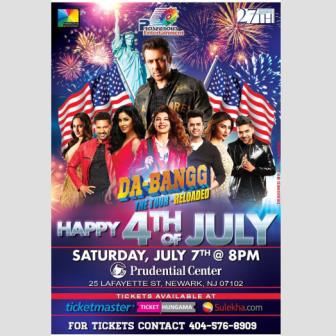 Entertainment
27TH
DA-BANGG
THE TOUR - RELOADED
HAPPY 4TH OF JULY
SATURDAY, JULY 7TH @ 8PM
Prudential Center
25 LAFAYETTE ST, NEWARK, NJ 07102
TICKETS AVAILABLE AT
ticketmaster TICKET HUNGAMA Sulekha.com
FOR TICKETS CONTACT 404-576-8909